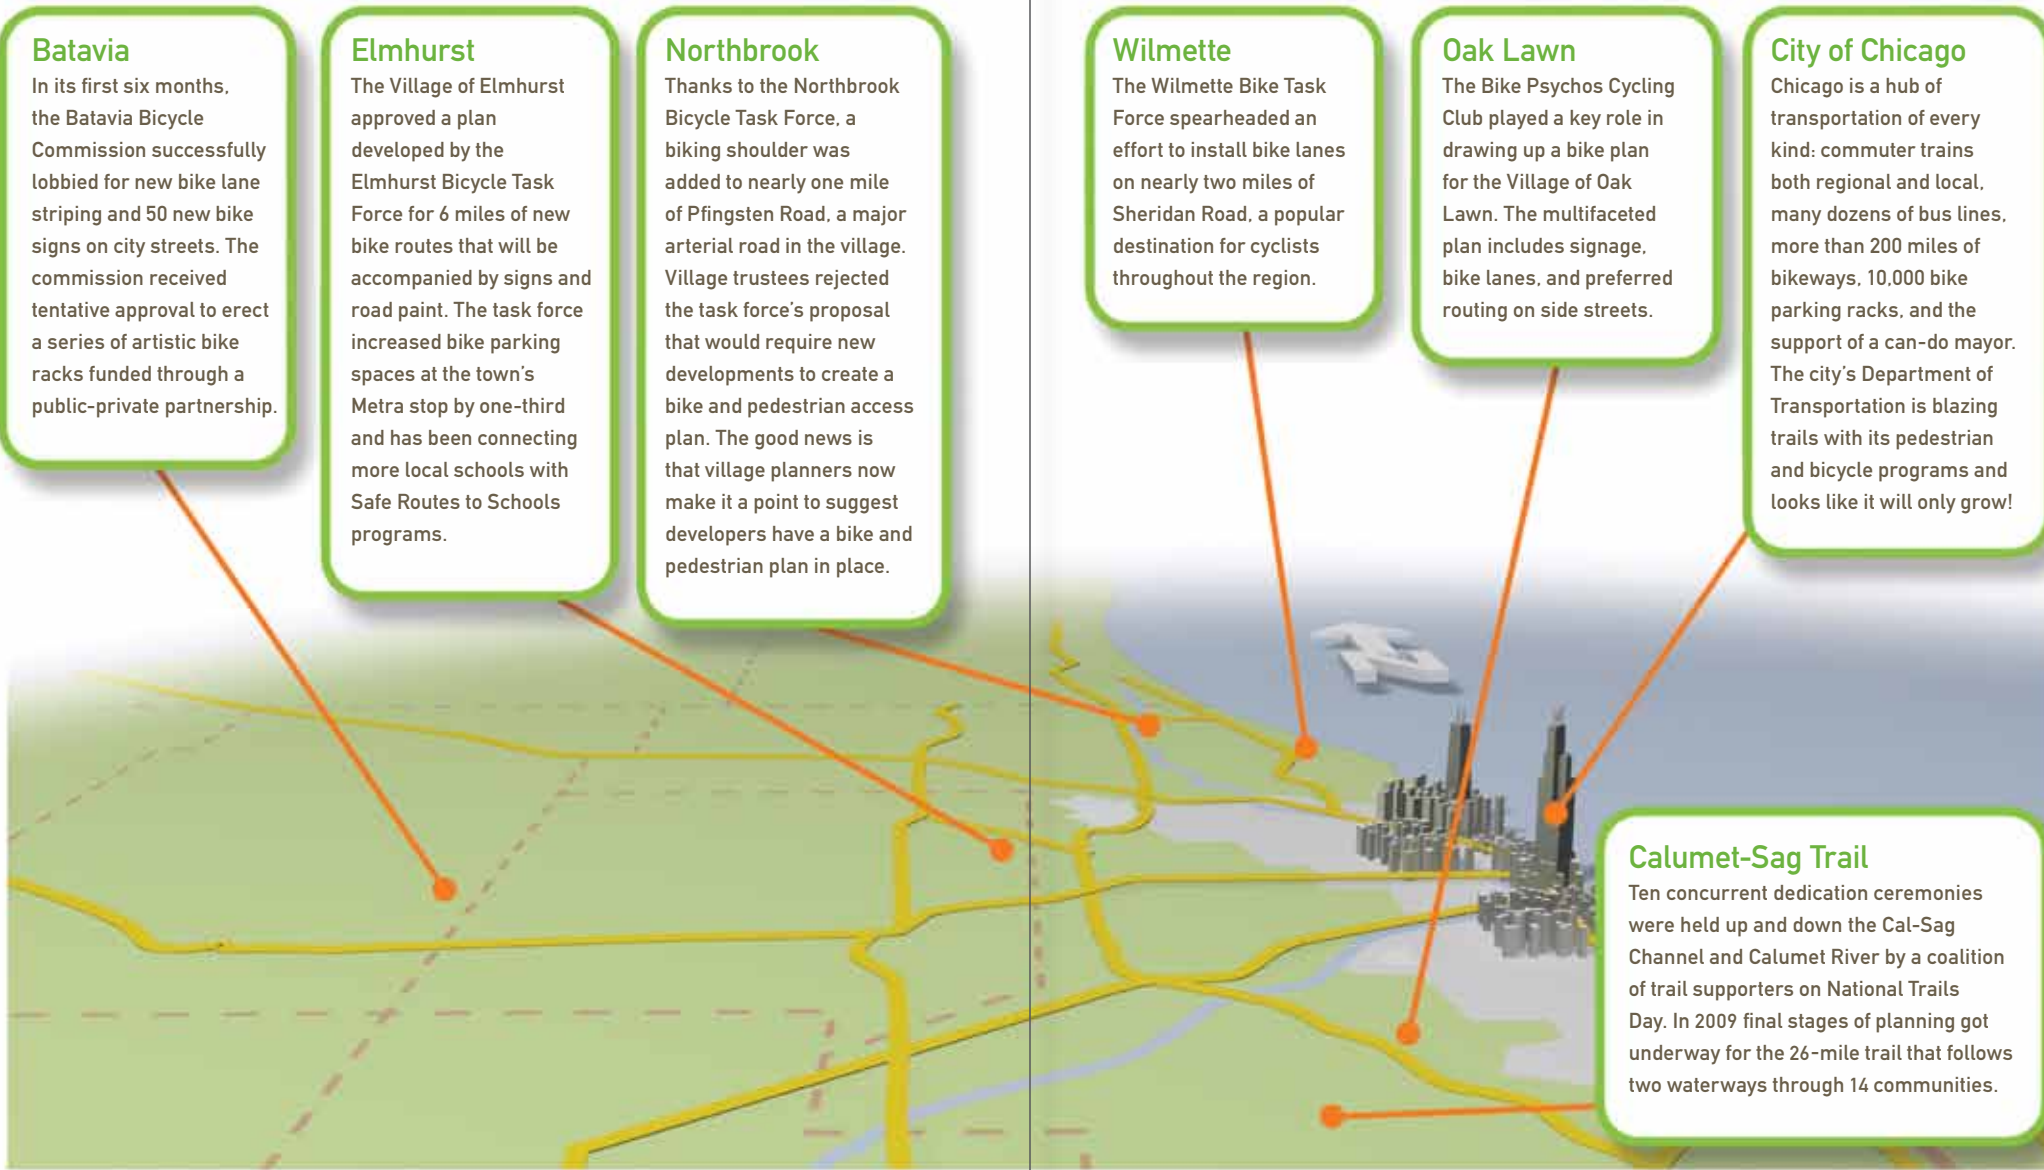 Batavia
In its first six months,
the Batavia Bicycle
Commission successfully
lobbied for new bike lane
striping and 50 new bike
signs on city streets. The
commission received
tentative approval to erect
a series of artistic bike
racks funded through a
public-private partnership.
Elmhurst
The Village of Elmhurst
approved a plan
developed by the
Elmhurst Bicycle Task
Force for 6 miles of new
bike routes that will be
accompanied by signs and
road paint. The task force
increased bike parking
spaces at the town's
Metra stop by one-third
and has been connecting
more local schools with
Safe Routes to Schools
programs.
Northbrook
Thanks to the Northbrook
Bicycle Task Force, a
biking shoulder was
added to nearly one mile
of Pfingsten Road, a major
arterial road in the village.
Village trustees rejected
the task force's proposal
that would require new
developments to create a
bike and pedestrian access
plan. The good news is
that village planners now
make it a point to suggest
developers have a bike and
pedestrian plan in place.
Wilmette
The Wilmette Bike Task
Force spearheaded an
effort to install bike lanes
on nearly two miles of
Sheridan Road, a popular
destination for cyclists
throughout the region.
Oak Lawn
The Bike Psychos Cycling
Club played a key role in
drawing up a bike plan
for the Village of Oak
Lawn. The multifaceted
plan includes signage,
bike lanes, and preferred
routing on side streets.
City of Chicago
Chicago is a hub of
transportation of every
kind: commuter trains
both regional and local,
many dozens of bus lines,
more than 200 miles of
bikeways, 10,000 bike
parking racks, and the
support of a can-do mayor.
The city's Department of
Transportation is blazing
trails with its pedestrian
and bicycle programs and
looks like it will only grow!
Calumet-Sag Trail
Ten concurrent dedication ceremonies
were held up and down the Cal-Sag
Channel and Calumet River by a coalition
of trail supporters on National Trails
Day. In 2009 final stages of planning got
underway for the 26-mile trail that follows
two waterways through 14 communities.